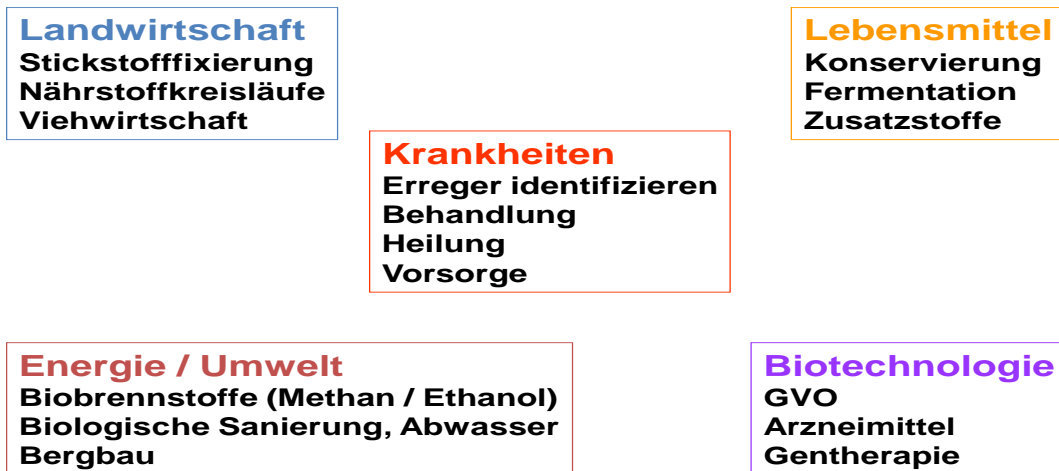 Landwirtschaft
Stickstofffixierung
Nährstoffkreisläufe
Viehwirtschaft
Lebensmittel
Konservierung
Fermentation
Zusatzstoffe
Krankheiten
Erreger identifizieren
Behandlung
Heilung
Vorsorge
Energie / Umwelt
Biobrennstoffe (Methan / Ethanol)
Biologische Sanierung, Abwasser
Bergbau
Biotechnologie
GVO
Arzneimittel
Gentherapie